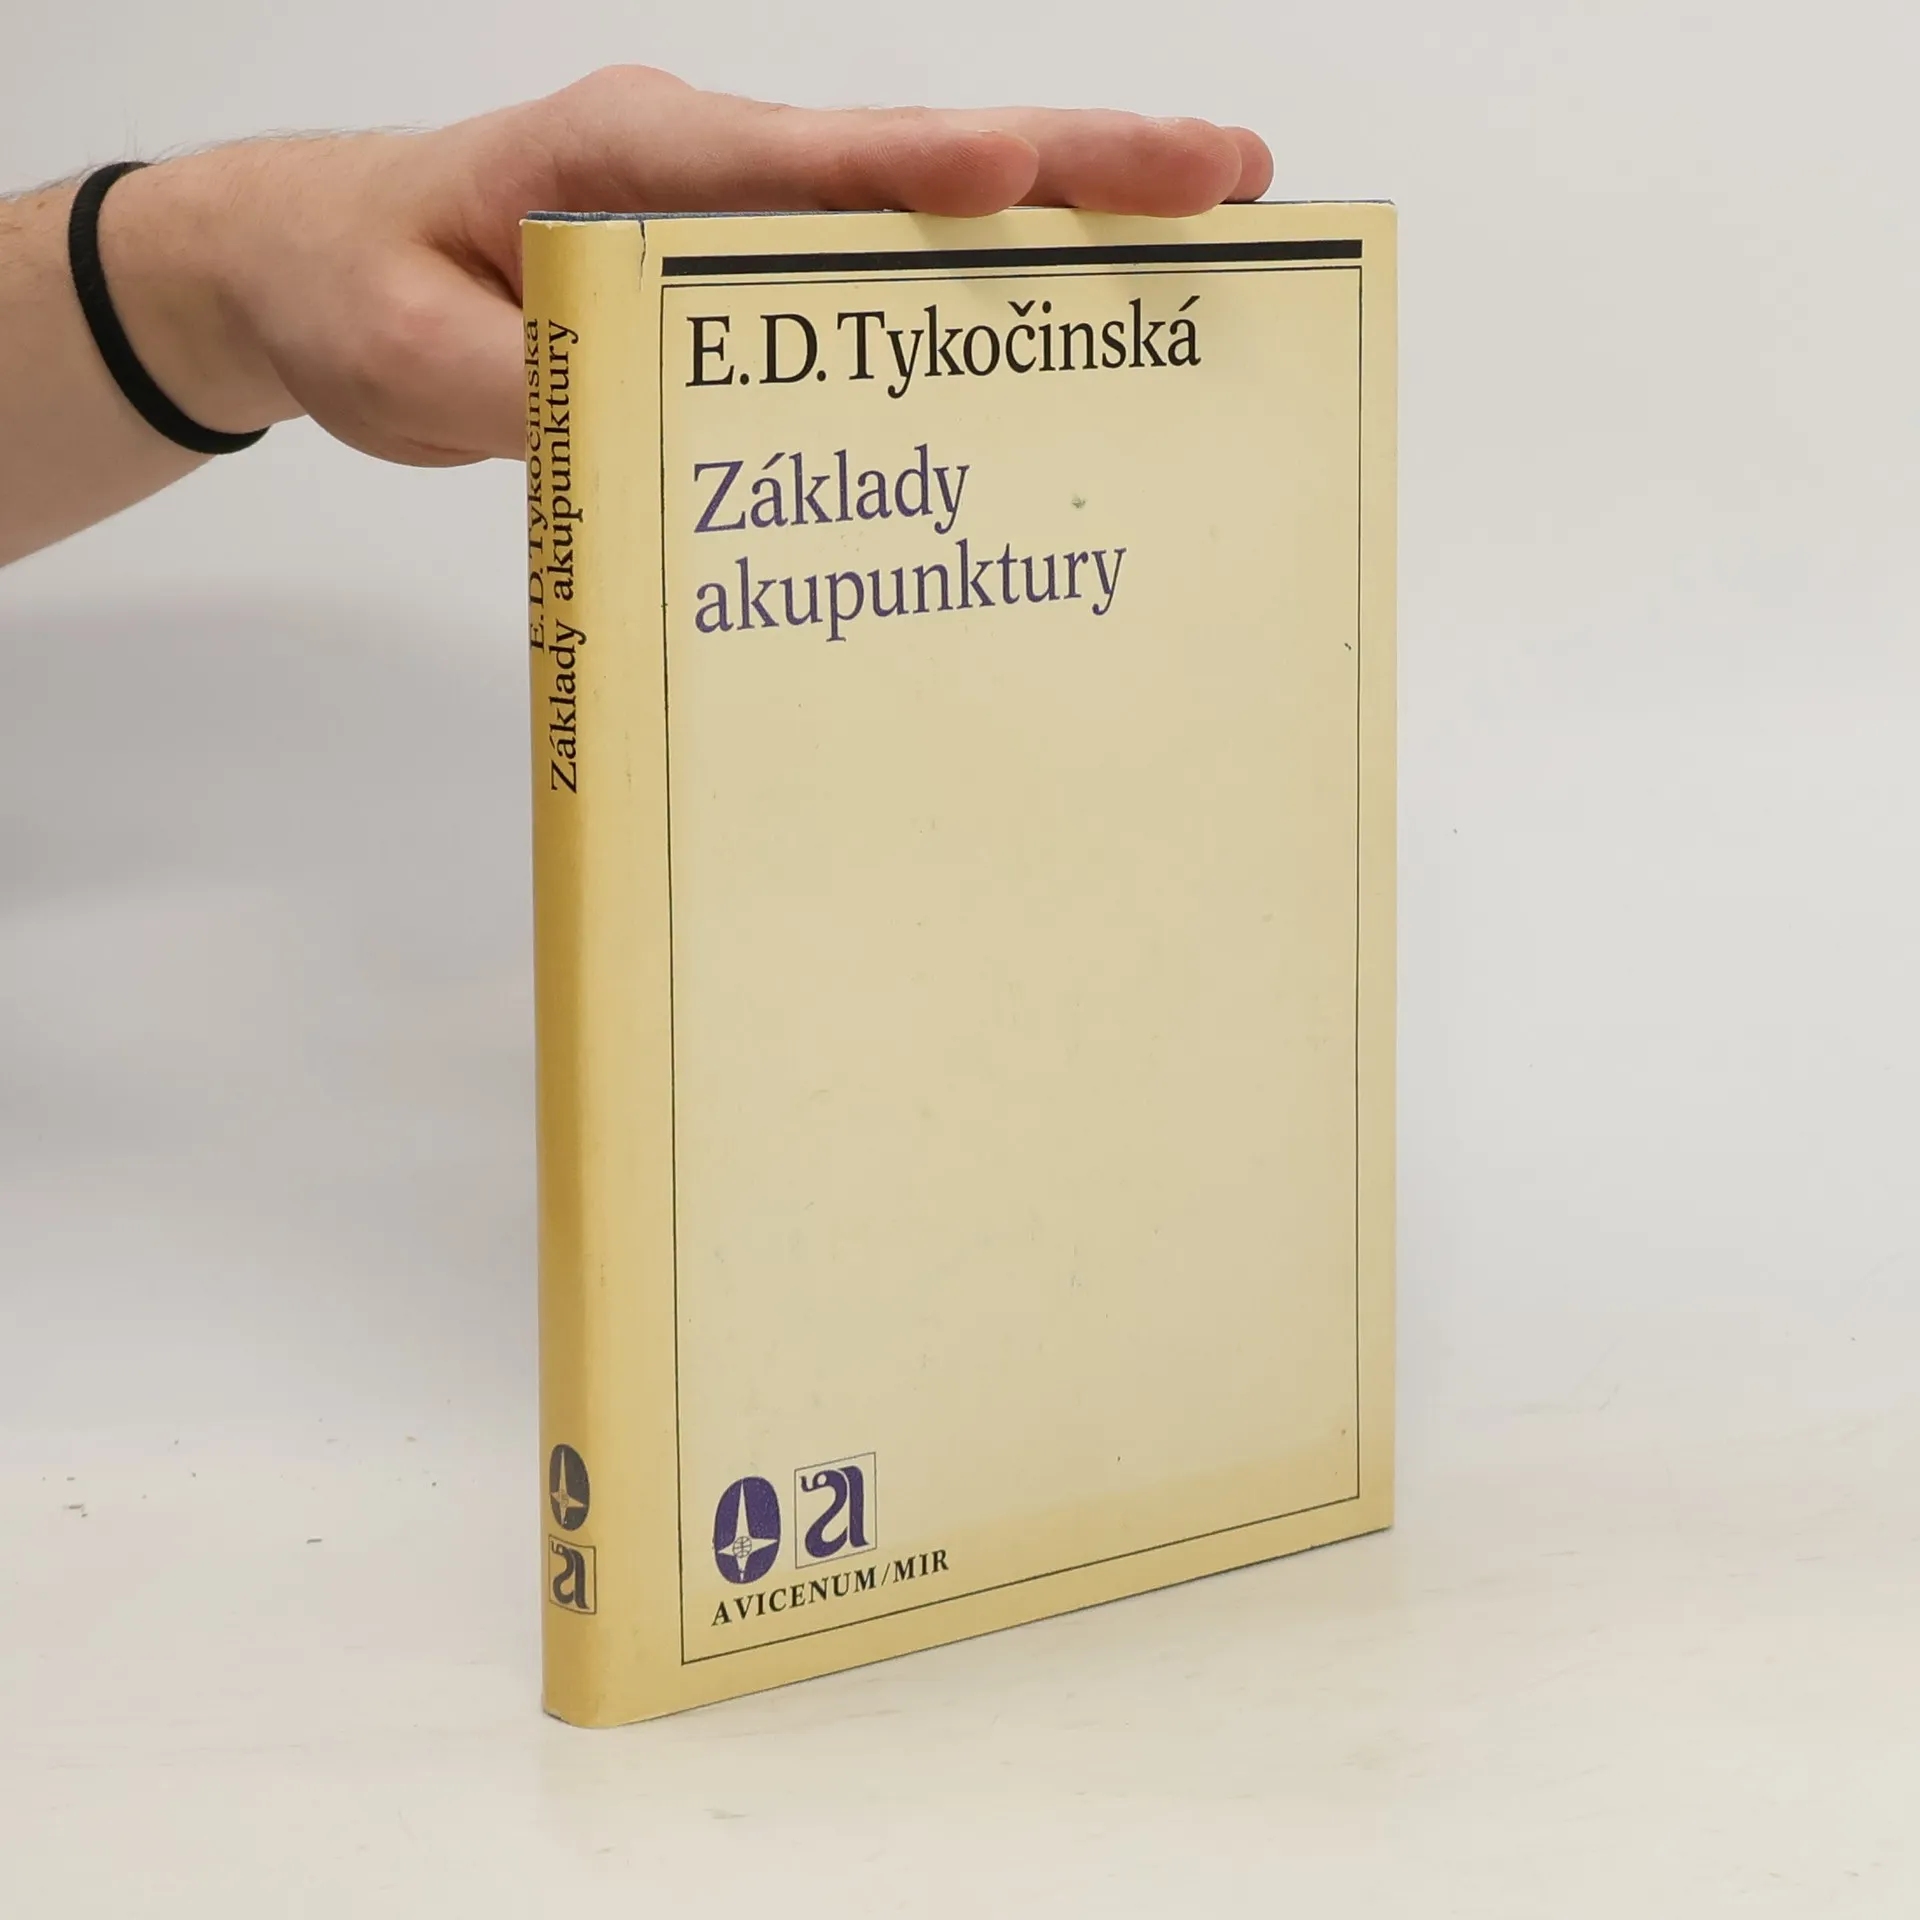 E. D. Tykočinská
Základy akupunktury
E. D. Tykočinská
Základy
akupunktury
AVICENUM/MIR